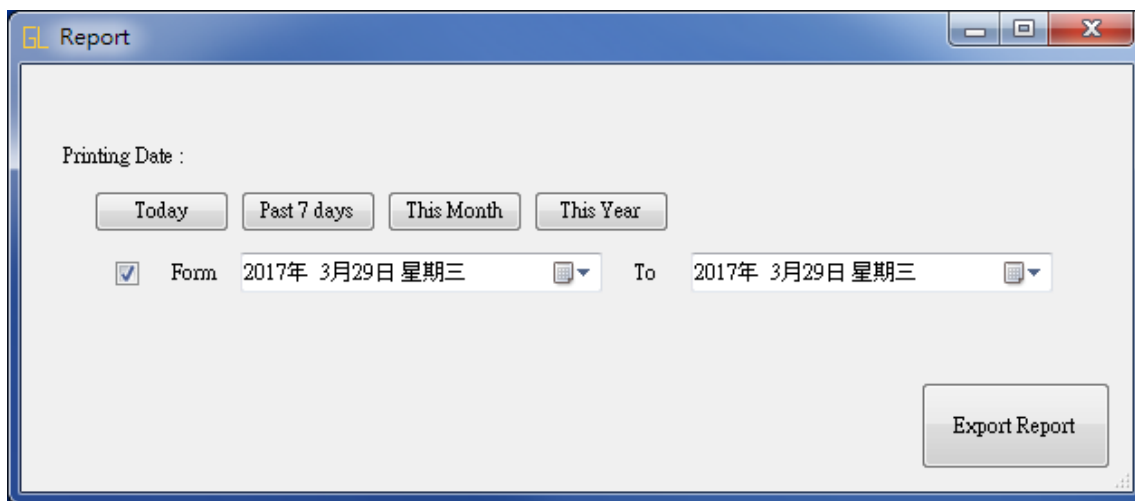 GL Report
Printing Date :
Today Past 7 days This Month This Year
Form 2017年 3月29日 星期三 To 2017年 3月29日 星期三
Export Report